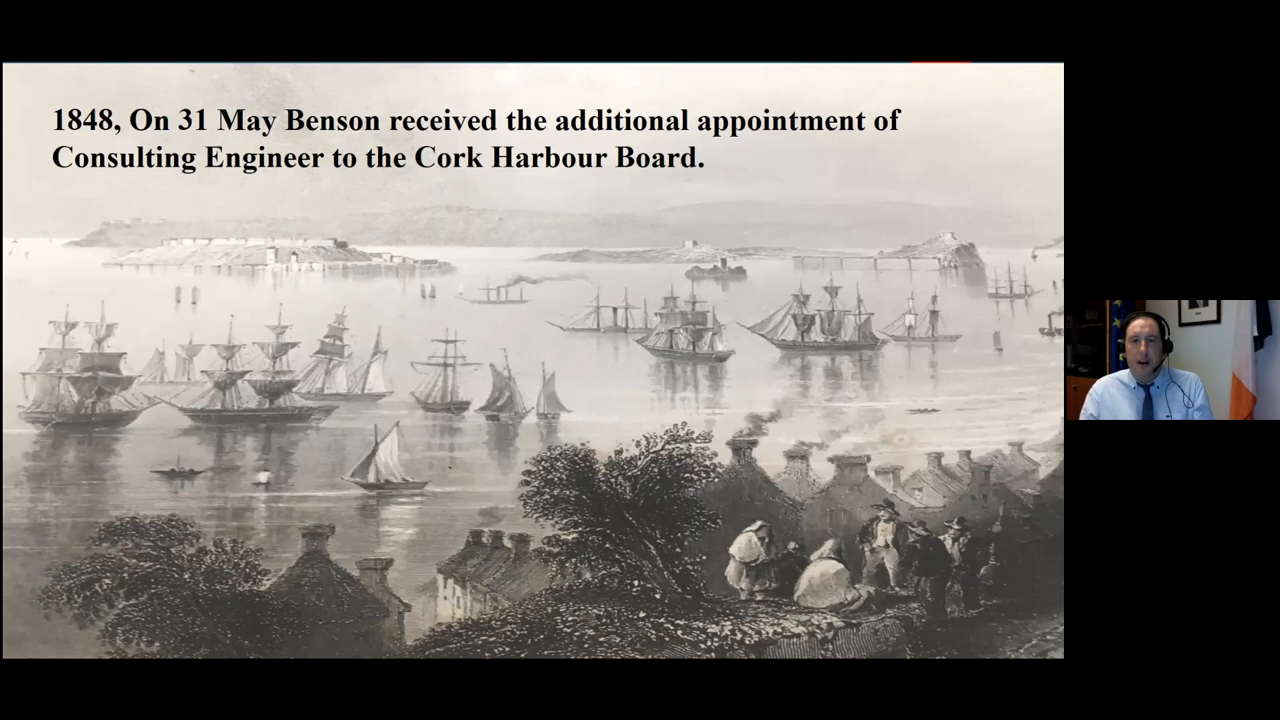 1848, On 31 May Benson received the additional appointment of
Consulting Engineer to the Cork Harbour Board.